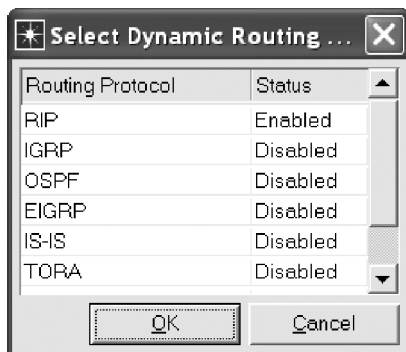 Select Dynamic Routing ...
Routing Protocol Status
RIP Enabled
IGRP Disabled
OSPF Disabled
EIGRP Disabled
IS-IS Disabled
TORA Disabled
OK Cancel